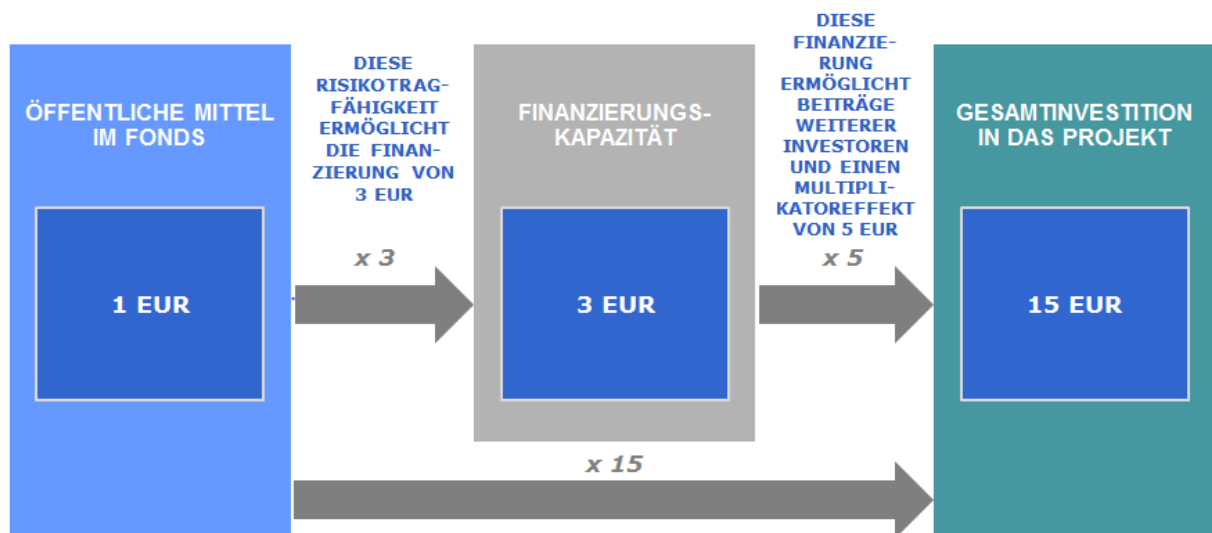 ÖFFENTLICHE MITTEL
IM FONDS
1 EUR
DIESE
RISIKOTRAG-
FÄHIGKEIT
ERMÖGLICHT
DIE FINAN-
ZIERUNG VON
3 EUR
x 3
FINANZIERUNGS-
KAPAZITÄT
3 EUR
DIESE
FINANZIE-
RUNG
ERMÖGLICHT
BEITRÄGE
WEITERER
INVESTOREN
UND EINEN
MULTIPLI-
KATOREFFEKT
VON 5 EUR
x 5
GESAMTINVESTITION
IN DAS PROJEKT
15 EUR
x 15